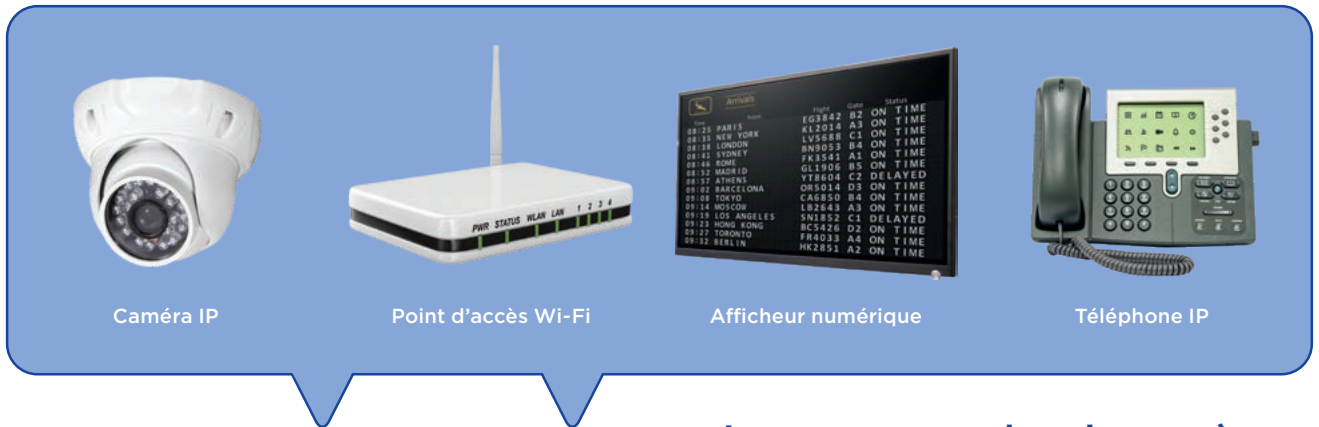 Arrivals
Time From Flight Gate Status
08:25 PARIS EG3842 B2 ON TIME
08:35 NEW YORK KL2014 A3 ON TIME
08:38 LONDON LV5688 C1 ON TIME
08:41 SYDNEY BN9053 B4 ON TIME
08:46 ROME FK3541 A1 ON TIME
08:52 MADRID GL1906 B5 ON TIME
08:57 ATHENS YT8604 C2 DELAYED
09:02 BARCELONA OR5014 D3 ON TIME
09:08 TOKYO CA6850 B4 ON TIME
09:14 MOSCOW LB2643 A3 ON TIME
09:19 LOS ANGELES SN1852 C1 DELAYED
09:23 HONG KONG BC5426 D2 ON TIME
09:27 TORONTO FR4033 A4 ON TIME
09:32 BERLIN HK2851 A2 ON TIME
PWR STATUS WLAN LAN 1 2 3 4
Caméra IP Point d'accès Wi-Fi Afficheur numérique Téléphone IP